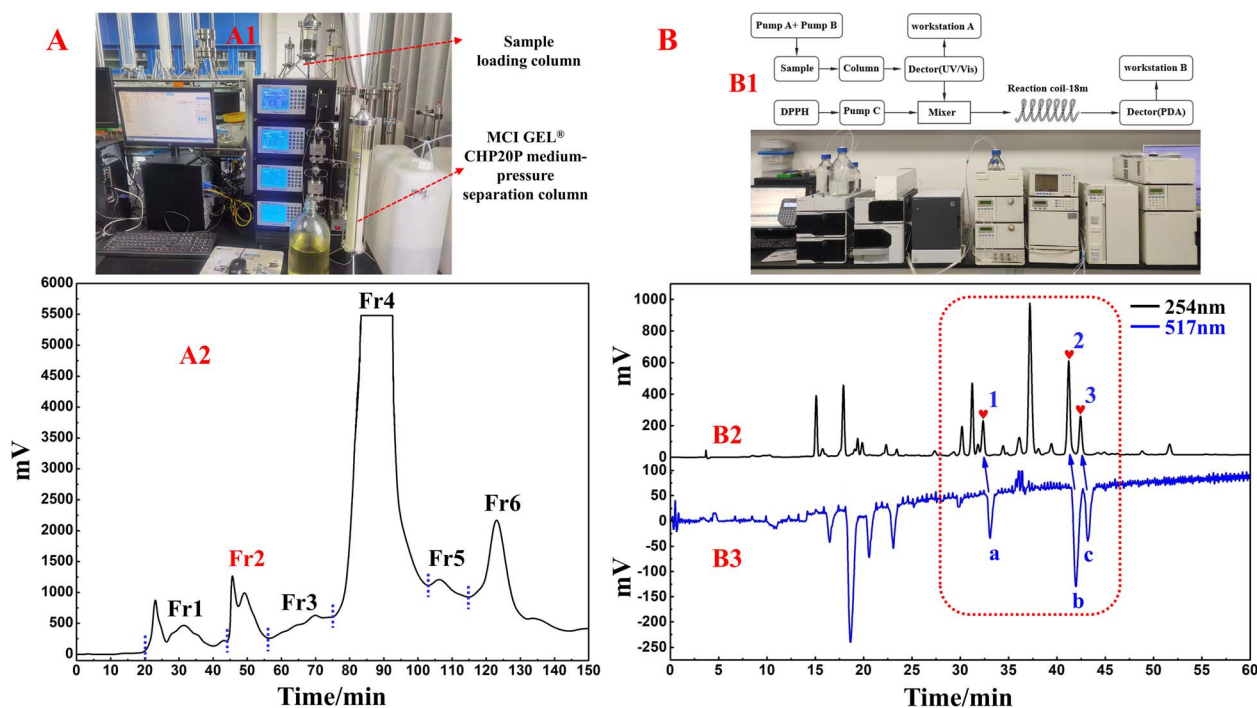 A
A1
Sample
loading column
MCI GEL®
CHP20P medium-
pressure
separation column
B
B1
Pump A+ Pump B
workstation A
workstation B
Sample
Column
Dector(UV/Vis)
Reaction coil-18m
DPPH
Pump C
Mixer
Dector(PDA)
A2
6000
5500
5000
4500
4000
3500
3000
2500
2000
1500
1000
500
0
mV
Fr1
Fr2
Fr3
Fr4
Fr5
Fr6
0 10 20 30 40 50 60 70 80 90 100 110 120 130 140 150
Time/min
254nm
517nm
1000
800
600
400
200
0
mV
B2
1
2
3
100
50
0
-50
-100
-150
-200
-250
mV
B3
a
b
c
0 5 10 15 20 25 30 35 40 45 50 55 60
Time/min